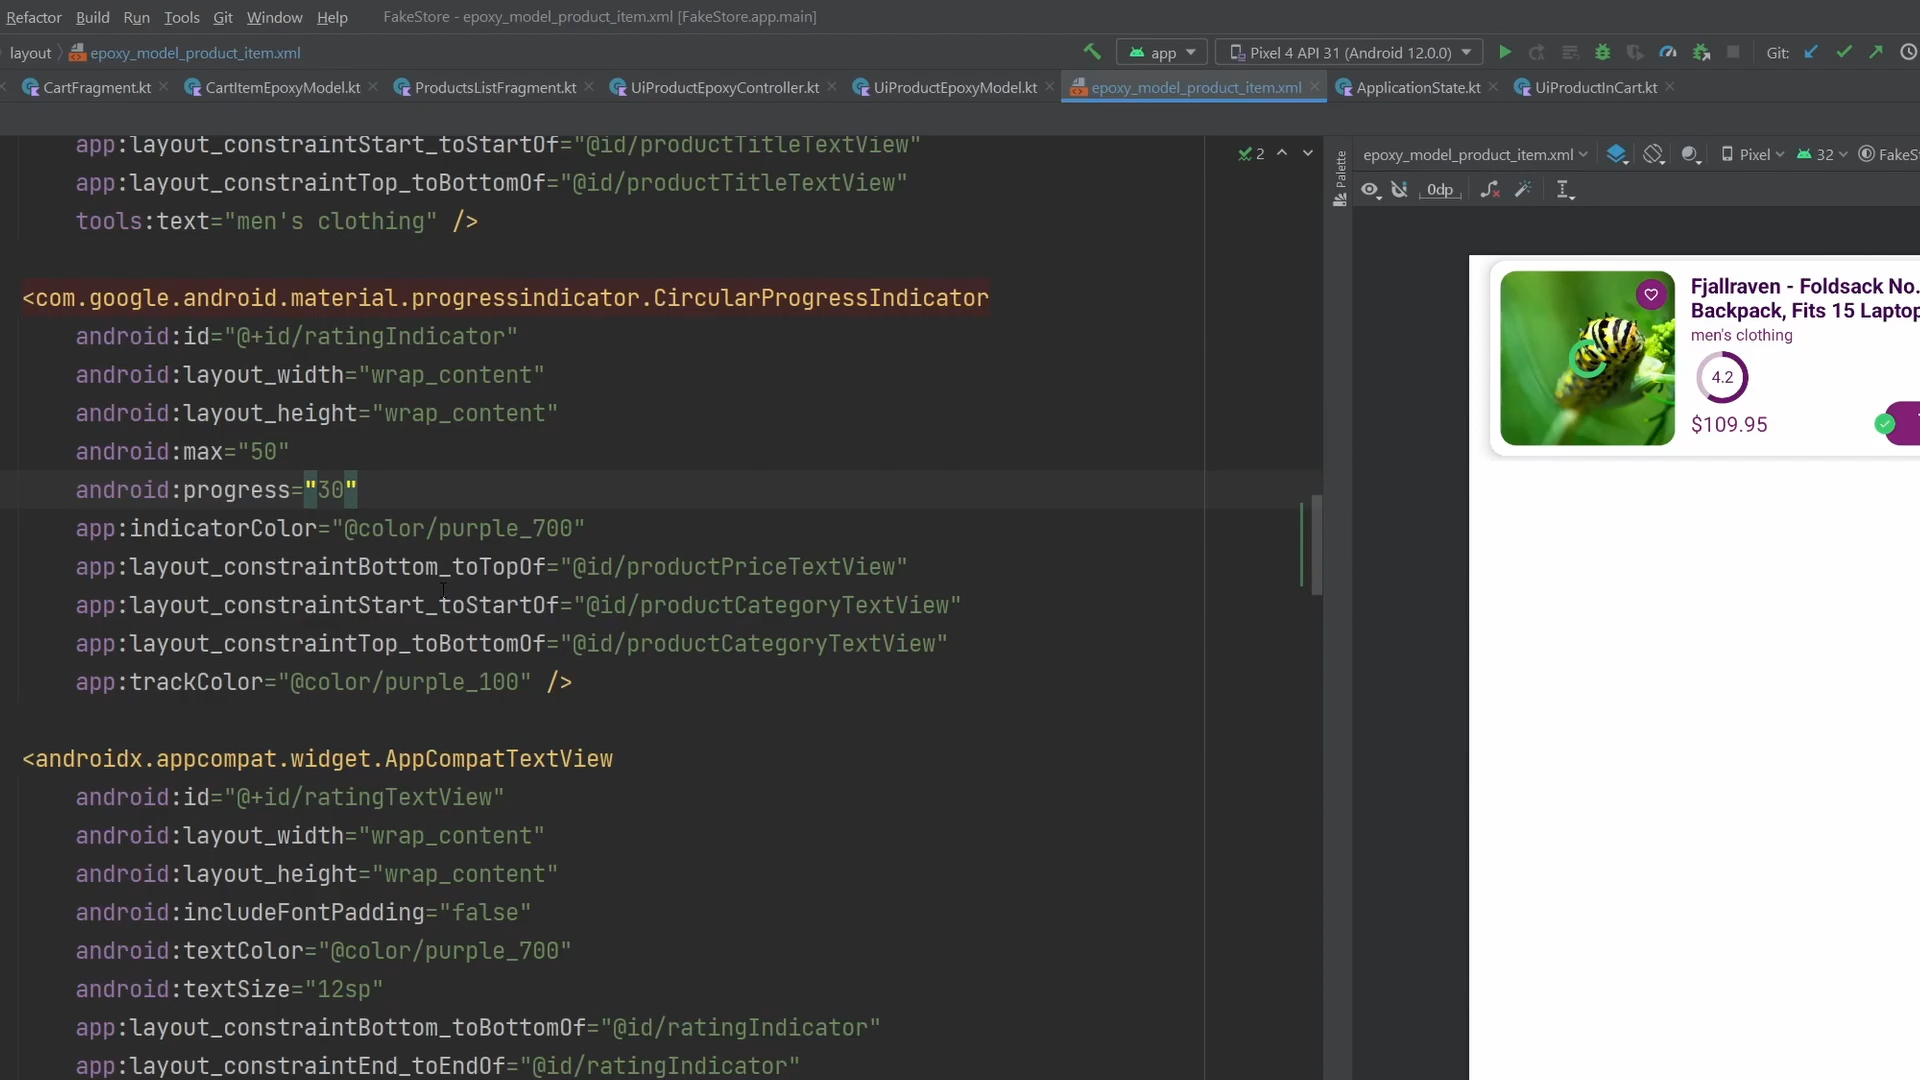 Refactor Build Run Tools Git Window Help FakeStore - epoxy_model_product_item.xml [FakeStore.app.main]
layout epoxy_model_product_item.xml app Pixel 4 API 31 (Android 12.0.0) Git:
CartFragment.kt CartItemEpoxyModel.kt ProductsListFragment.kt UiProductEpoxyController.kt UiProductEpoxyModel.kt epoxy_model_product_item.xml ApplicationState.kt UiProductInCart.kt
app:layout_constraintStart_toStartOf="@id/productTitleTextView"
app:layout_constraintTop_toBottomOf="@id/productTitleTextView"
tools:text="men's clothing" />
<com.google.android.material.progressindicator.CircularProgressIndicator
android:id="@+id/ratingIndicator"
android:layout_width="wrap_content"
android:layout_height="wrap_content"
android:max="50"
android:progress="30"
app:indicatorColor="@color/purple_700"
app:layout_constraintBottom_toTopOf="@id/productPriceTextView"
app:layout_constraintStart_toStartOf="@id/productCategoryTextView"
app:layout_constraintTop_toBottomOf="@id/productCategoryTextView"
app:trackColor="@color/purple_100" />
<androidx.appcompat.widget.AppCompatTextView
android:id="@+id/ratingTextView"
android:layout_width="wrap_content"
android:layout_height="wrap_content"
android:includeFontPadding="false"
android:textColor="@color/purple_700"
android:textSize="12sp"
app:layout_constraintBottom_toBottomOf="@id/ratingIndicator"
app:layout_constraintEnd_toEndOf="@id/ratingIndicator"
2
Palette
epoxy_model_product_item.xml Pixel 32 FakeS
0dp
Fjallraven - Foldsack No.
Backpack, Fits 15 Laptop
men's clothing
4.2
$109.95